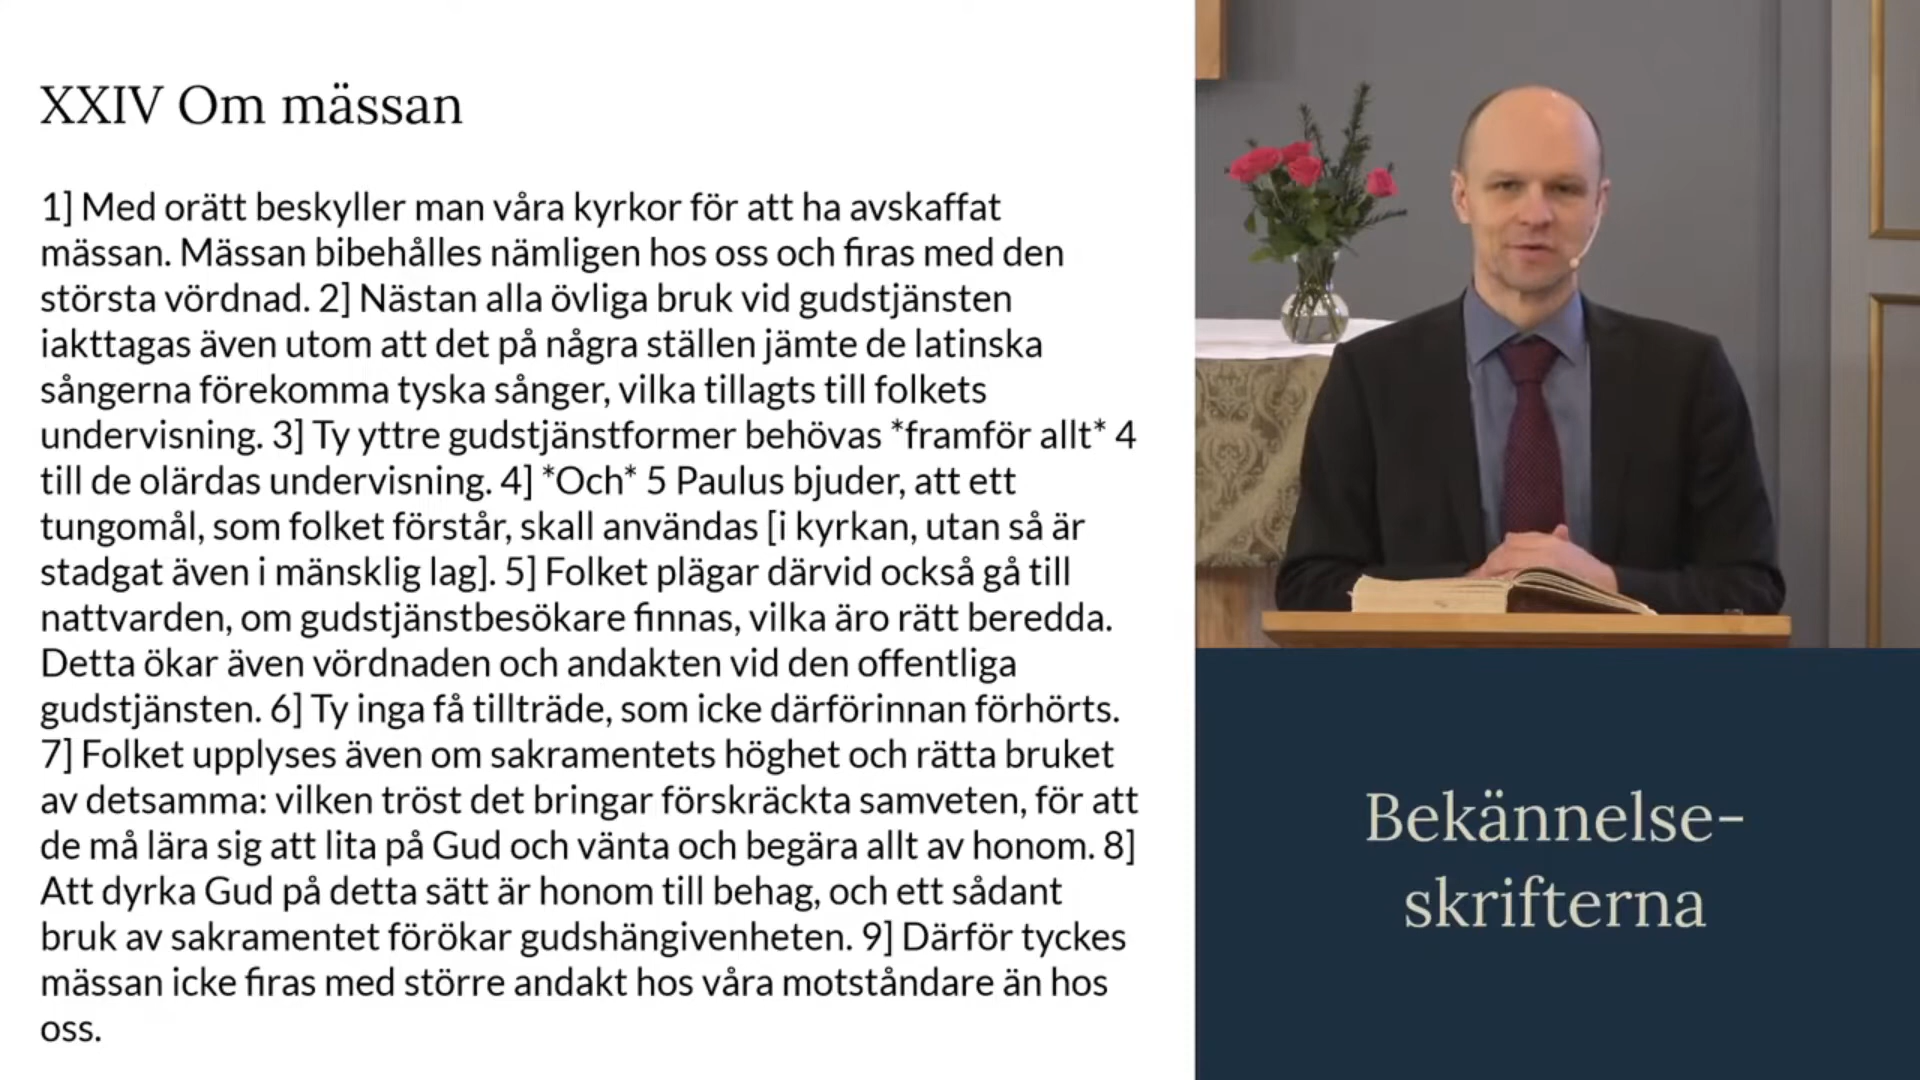 XXIV Om mässan
1] Med orätt beskyller man våra kyrkor för att ha avskaffat
mässan. Mässan bibehålles nämligen hos oss och firas med den
största vördnad. 2] Nästan alla övliga bruk vid gudstjänsten
iakttagas även utom att det på några ställen jämte de latinska
sångerna förekomma tyska sånger, vilka tillagts till folkets
undervisning. 3] Ty yttre gudstjänstformer behövas *framför allt* 4
till de olärdas undervisning. 4] *Och* 5 Paulus bjuder, att ett
tungomål, som folket förstår, skall användas [i kyrkan, utan så är
stadgat även i mänsklig lag]. 5] Folket plägar därvid också gå till
nattvarden, om gudstjänstbesökare finnas, vilka äro rätt beredda.
Detta ökar även vördnaden och andakten vid den offentliga
gudstjänsten. 6] Ty inga få tillträde, som icke därförinnan förhörts.
7] Folket upplyses även om sakramentets höghet och rätta bruket
av detsamma: vilken tröst det bringar förskräckta samveten, för att
de må lära sig att lita på Gud och vänta och begära allt av honom. 8]
Att dyrka Gud på detta sätt är honom till behag, och ett sådant
bruk av sakramentet förökar gudshängivenheten. 9] Därför tyckes
mässan icke firas med större andakt hos våra motståndare än hos
oss.
Bekännelse-
skrifterna